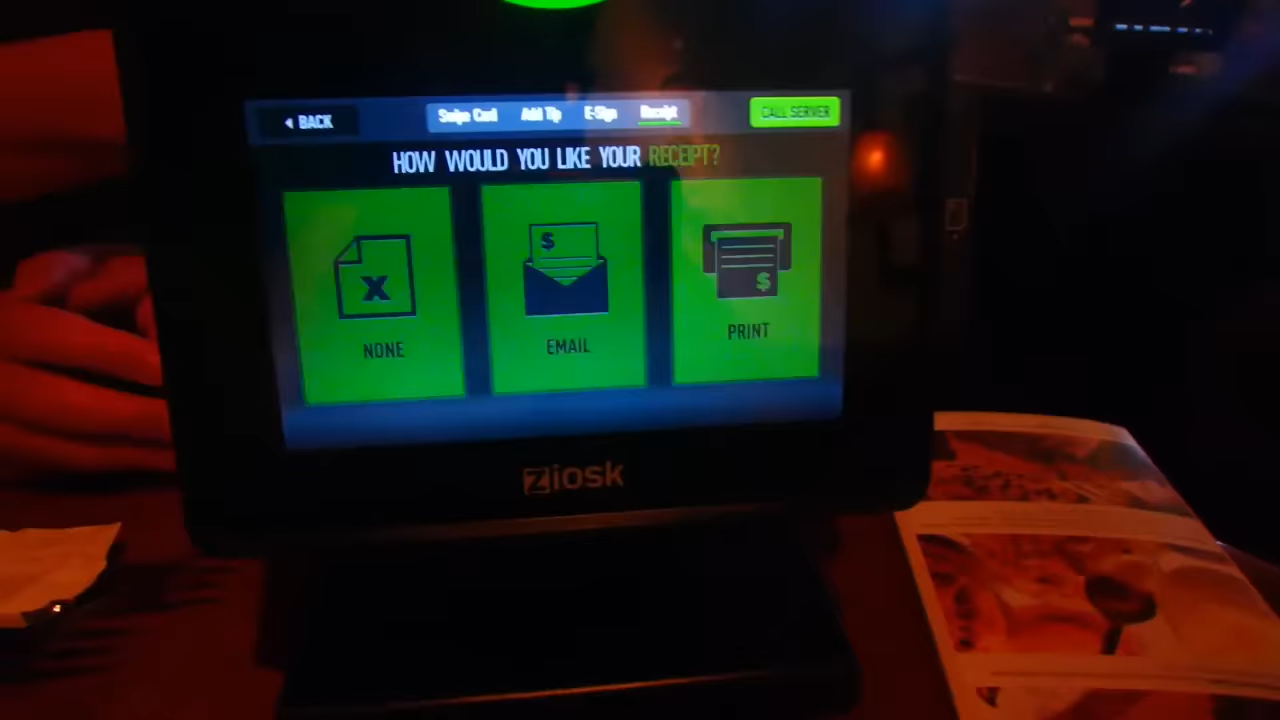 BACK
Swipe Card Add Tip E-Sign Receipt
CALL SERVER
HOW WOULD YOU LIKE YOUR RECEIPT?
$
$
X
NONE
EMAIL
PRINT
ziosk